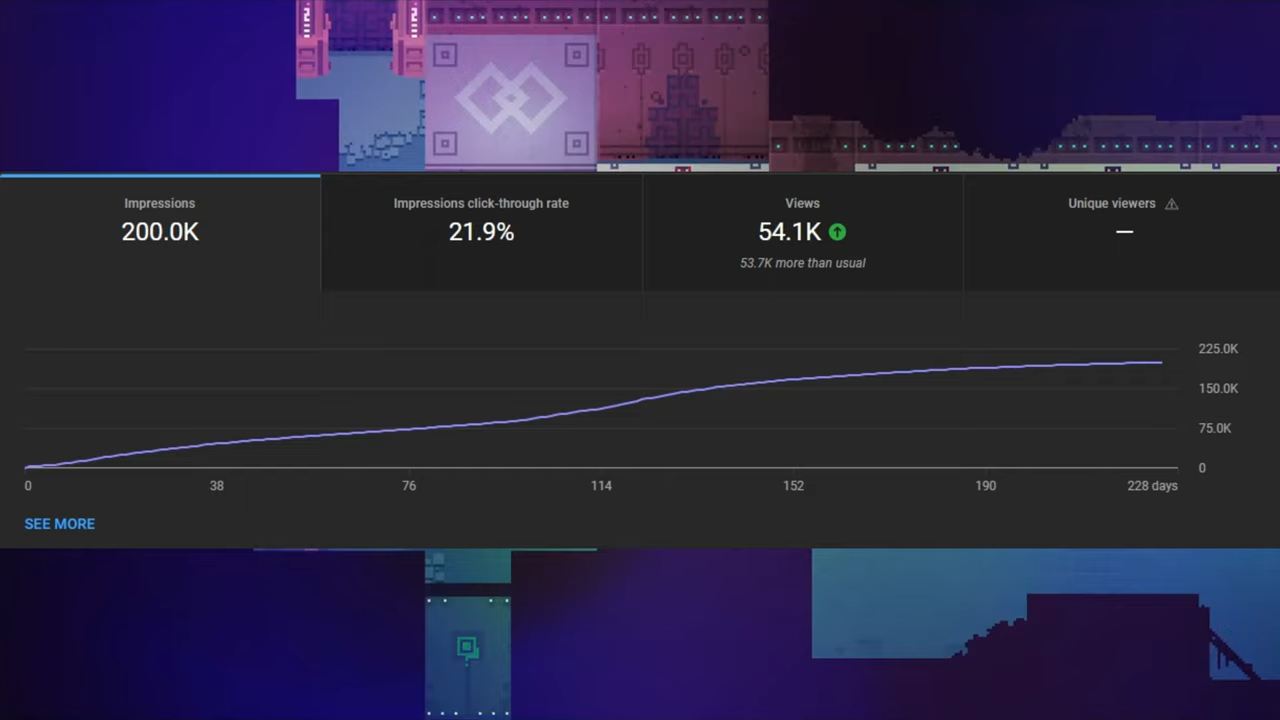 Impressions
200.0K
Impressions click-through rate
21.9%
Views
54.1K
53.7K more than usual
Unique viewers
—
225.0K
150.0K
75.0K
0
0 38 76 114 152 190 228 days
SEE MORE